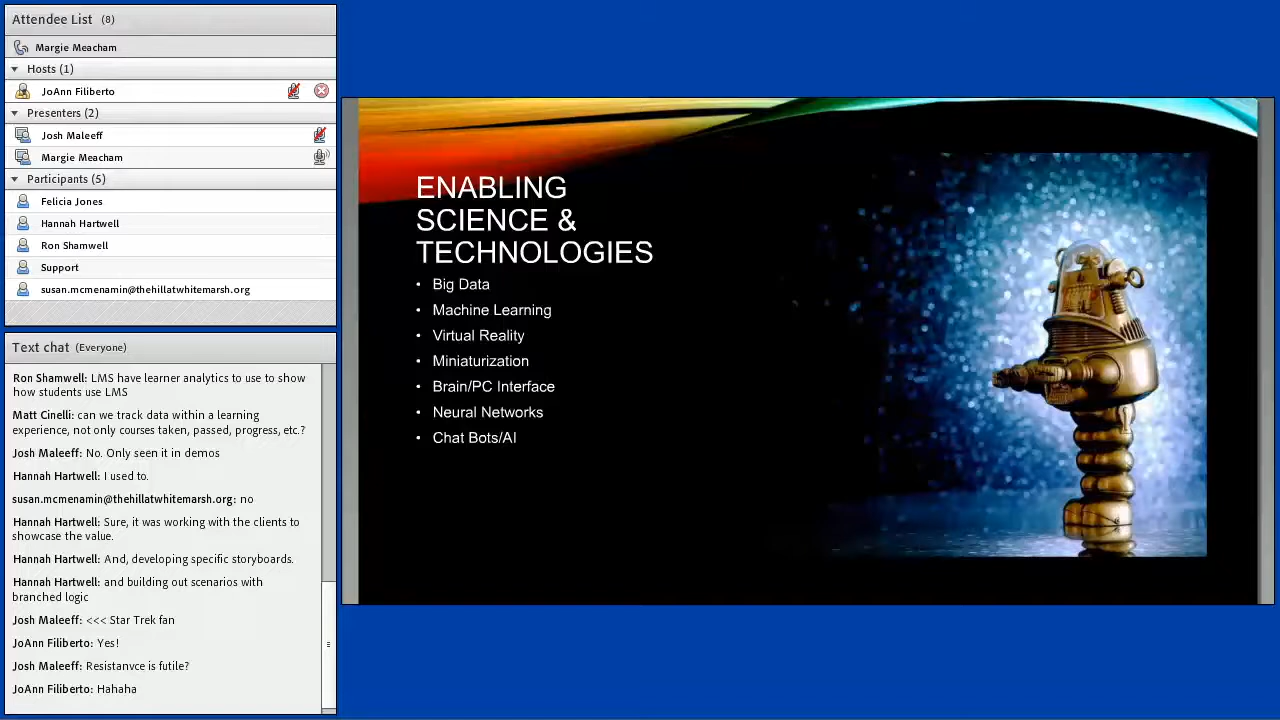 Attendee List (8)
Margie Meacham
Hosts (1)
JoAnn Filiberto
Presenters (2)
Josh Maleeff
Margie Meacham
Participants (5)
Felicia Jones
Hannah Hartwell
Ron Shamwell
Support
susan.mcmenamin@thehillatwhitemarsh.org
Text chat (Everyone)
Ron Shamwell: LMS have learner analytics to use to show
how students use LMS
Matt Cinelli: can we track data within a learning
experience, not only courses taken, passed, progress, etc.?
Josh Maleeff: No. Only seen it in demos
Hannah Hartwell: I used to.
susan.mcmenamin@thehillatwhitemarsh.org: no
Hannah Hartwell: Sure, it was working with the clients to
showcase the value.
Hannah Hartwell: And, developing specific storyboards.
Hannah Hartwell: and building out scenarios with
branched logic
Josh Maleeff: <<< Star Trek fan
JoAnn Filiberto: Yes!
Josh Maleeff: Resistanvce is futile?
JoAnn Filiberto: Hahaha
ENABLING
SCIENCE &
TECHNOLOGIES
• Big Data
• Machine Learning
• Virtual Reality
• Miniaturization
• Brain/PC Interface
• Neural Networks
• Chat Bots/AI